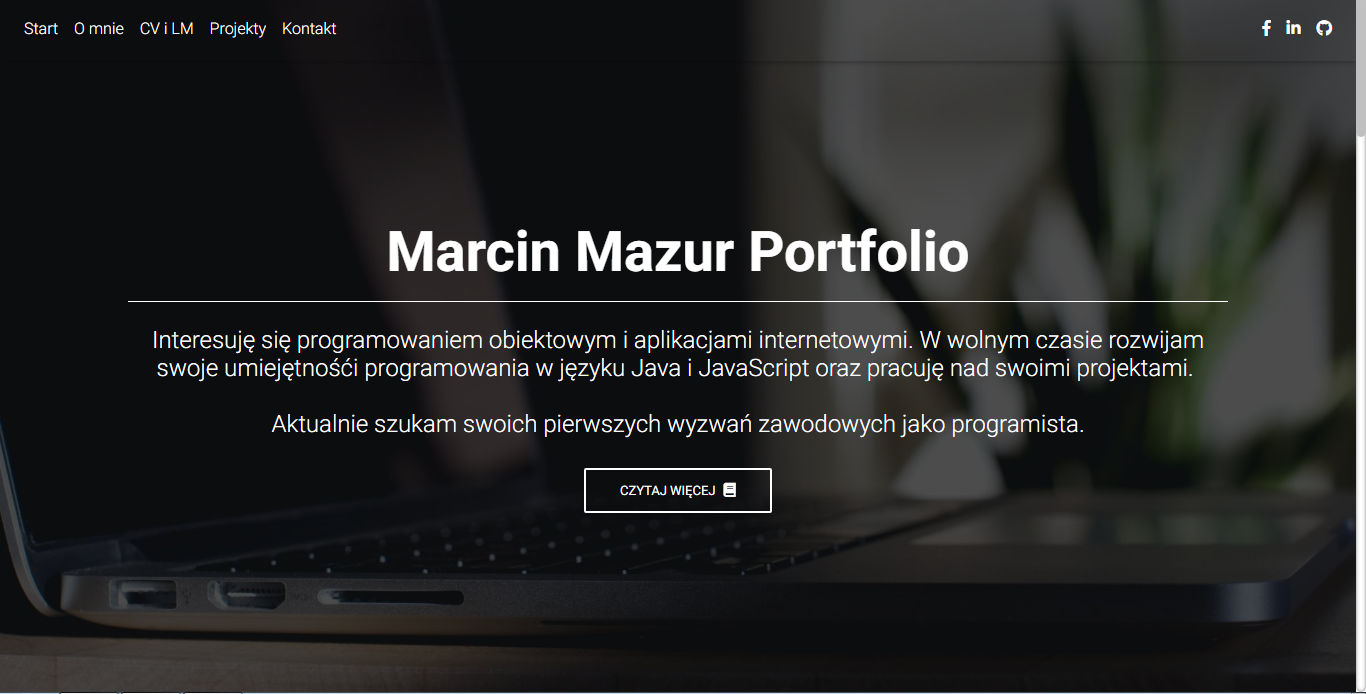 Start O mnie CV i LM Projekty Kontakt
Marcin Mazur Portfolio
Interesuję się programowaniem obiektowym i aplikacjami internetowymi. W wolnym czasie rozwijam
swoje umiejętnośći programowania w języku Java i JavaScript oraz pracuję nad swoimi projektami.
Aktualnie szukam swoich pierwszych wyzwań zawodowych jako programista.
CZYTAJ WIĘCEJ